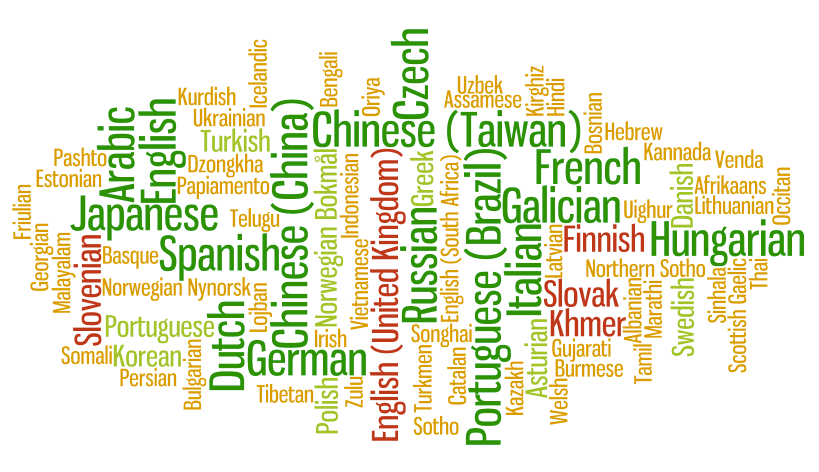 Czech
Icelandic
Bengali
Oriya
Uzbek
Kirghiz
Hindi
Kurdish
Assamese
Ukrainian
Bosnian
Arabic
English
Turkish
Chinese (China)
Chinese (Taiwan)
Hebrew
Pashto
Dzongkha
Kannada
Venda
Estonian
Papiamento
Norwegian Bokmål
Indonesian
English (United Kingdom)
Greek
English (South Africa)
Portuguese (Brazil)
French
Danish
Afrikaans
Occitan
Friulian
Japanese
Telugu
Russian
Galician
Uighur
Lithuanian
Georgian
Malayalam
Slovenian
Basque
Spanish
Vietnamese
Italian
Latvian
Finnish
Hungarian
Norwegian Nynorsk
Lojban
Northern Sotho
Sinhala
Scottish Gaelic
Thai
Slovak
Albanian
Marathi
Swedish
Portuguese
Dutch
Irish
Songhai
Khmer
Somali
Korean
Bulgarian
German
Turkmen
Catalan
Asturian
Gujarati
Tamil
Persian
Tibetan
Polish
Zulu
Kazakh
Welsh
Burmese
Sotho